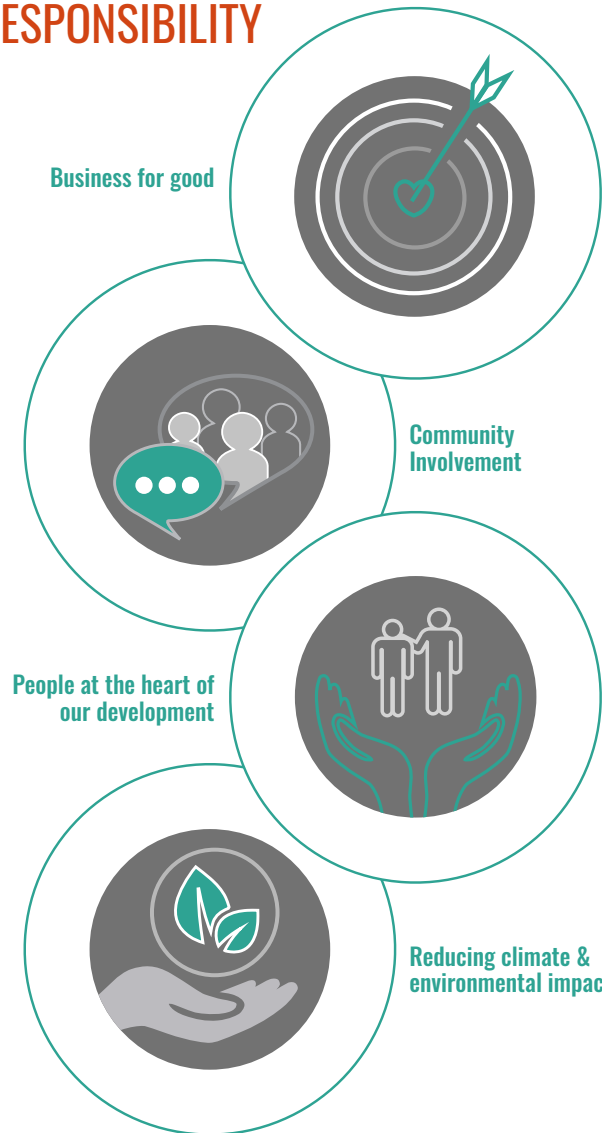 ESPONSIBILITY
Business for good
Community
Involvement
People at the heart of
our development
Reducing climate &
environmental impac